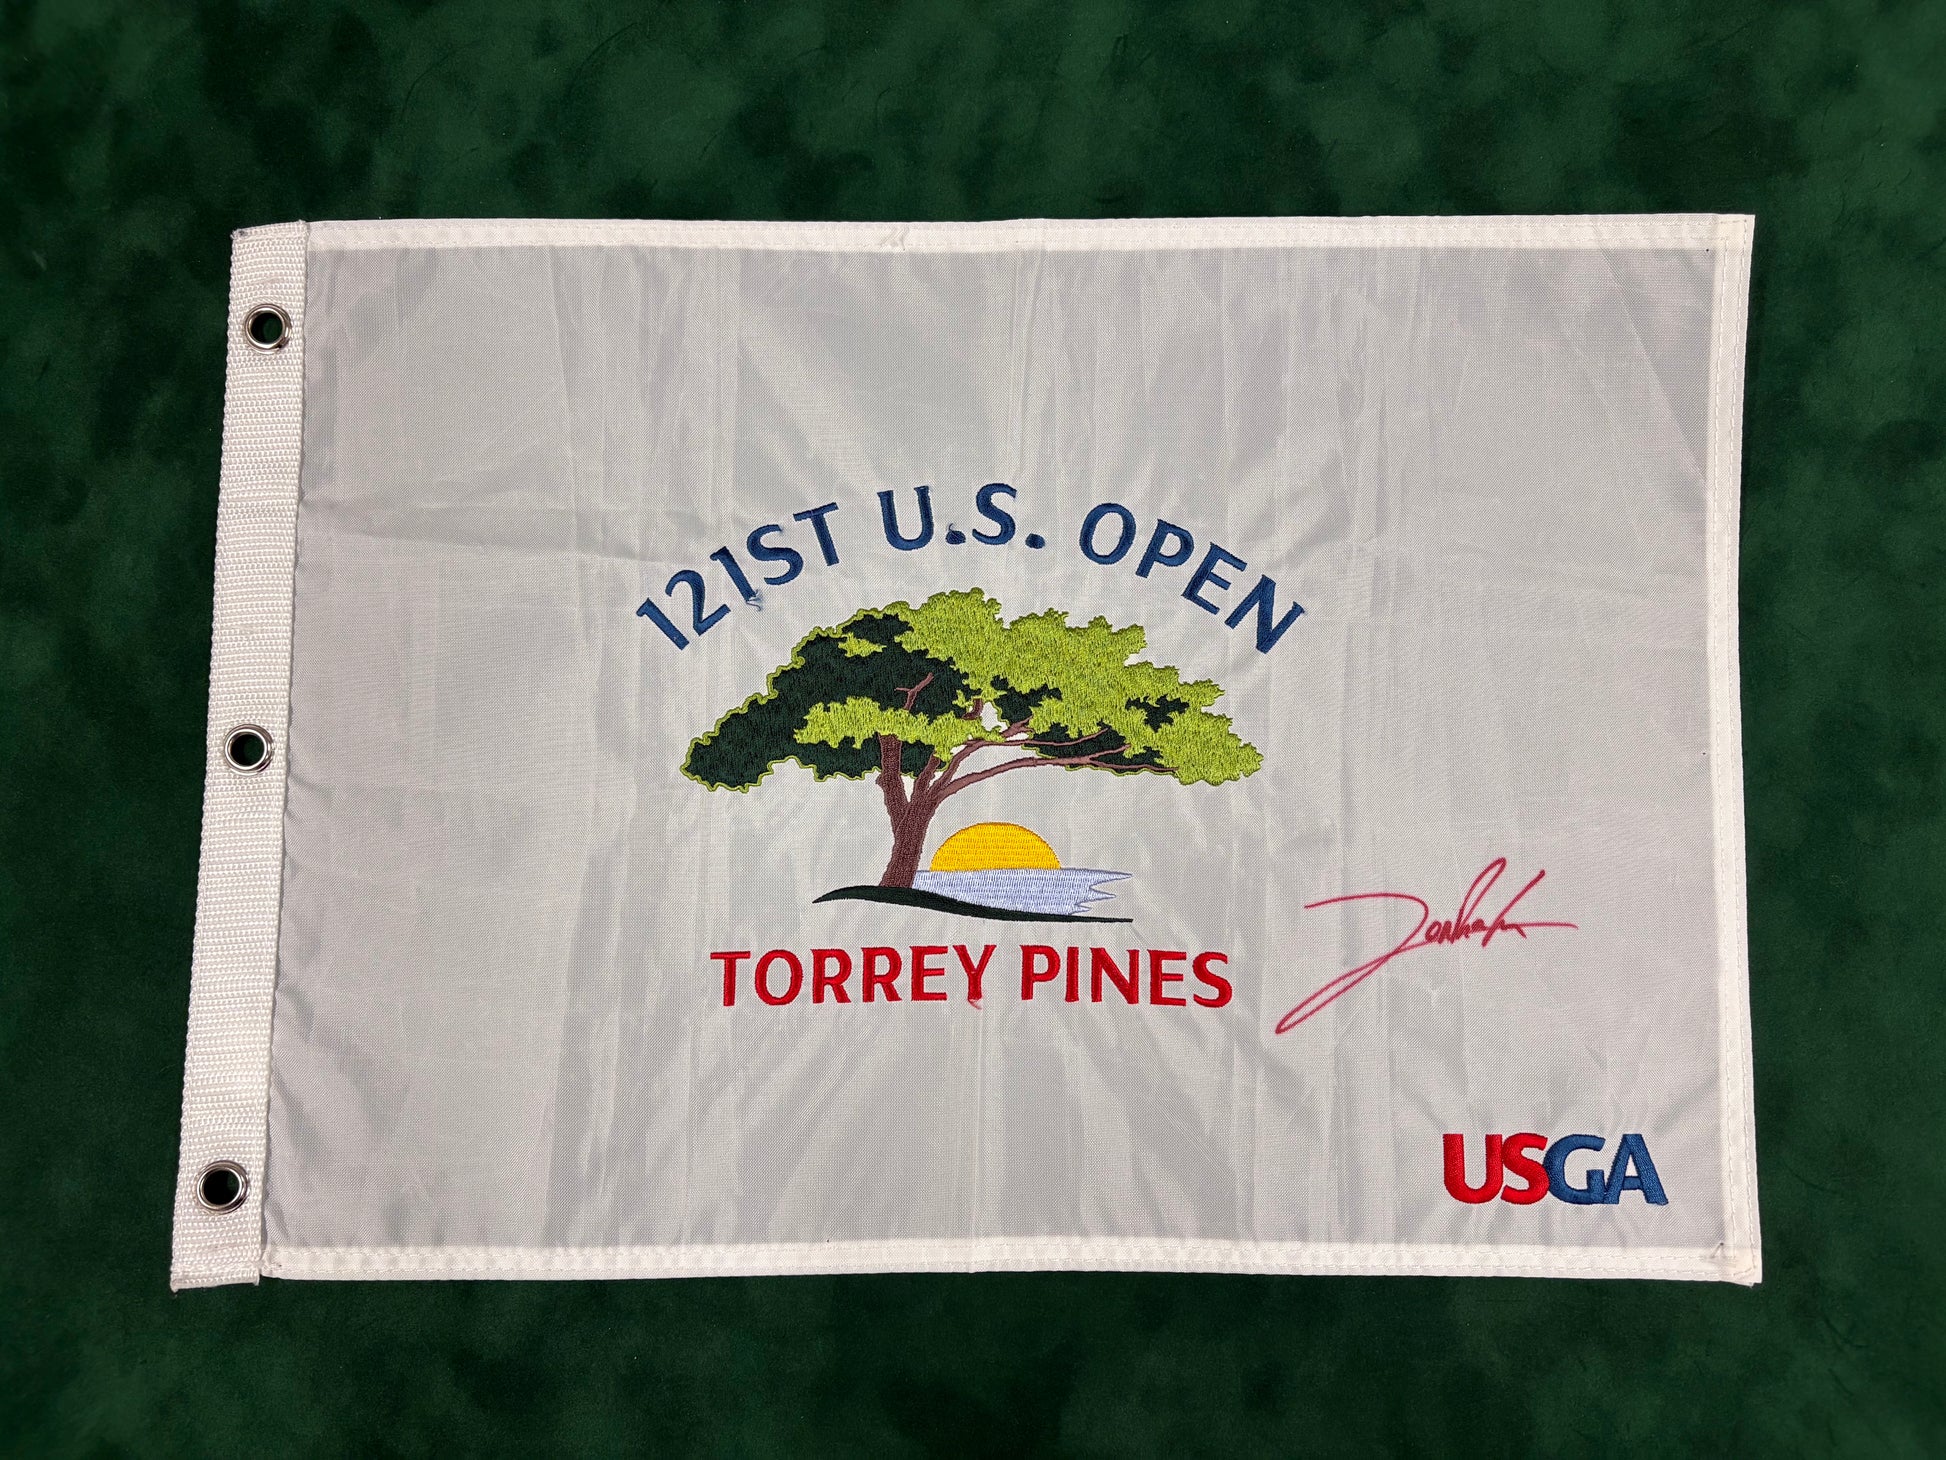 121ST U.S. OPEN
TORREY PINES
USGA